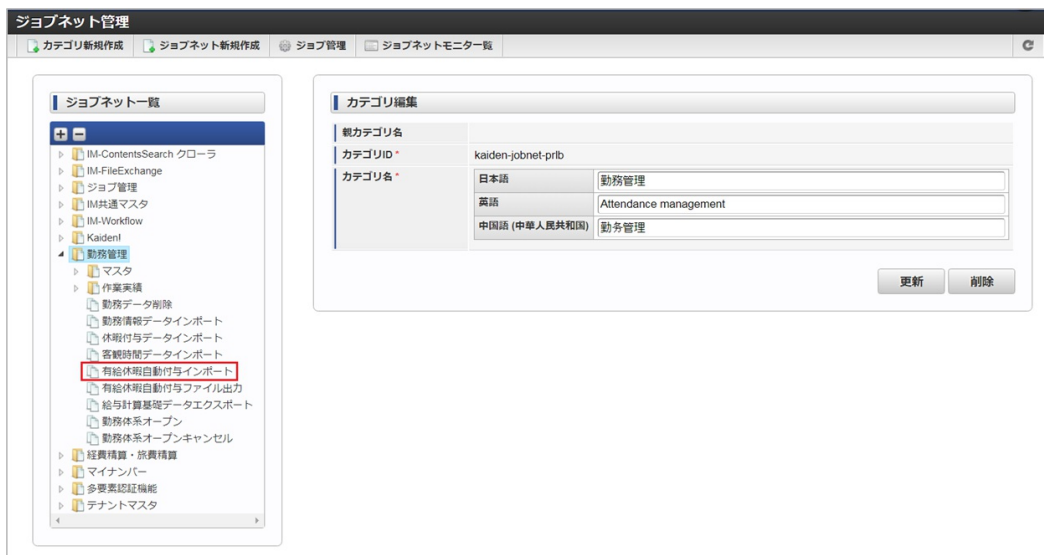 ジョブネット管理
カテゴリ新規作成 ジョブネット新規作成 ジョブ管理 ジョブネットモニタ一覧
ジョブネット一覧
IM-ContentsSearch クローラ
IM-FileExchange
ジョブ管理
IM共通マスタ
IM-Workflow
Kaiden!
勤務管理
マスタ
作業実績
勤務データ削除
勤務情報データインポート
休暇付与データインポート
客観時間データインポート
有給休暇自動付与インポート
有給休暇自動付与ファイル出力
給与計算基礎データエクスポート
勤務体系オープン
勤務体系オープンキャンセル
経費精算・旅費精算
マイナンバー
多要素認証機能
テナントマスタ
カテゴリ編集
親カテゴリ名
カテゴリID * kaiden-jobnet-prlb
カテゴリ名 * 日本語 勤務管理
英語 Attendance management
中国語 (中華人民共和国) 勤务管理
更新 削除